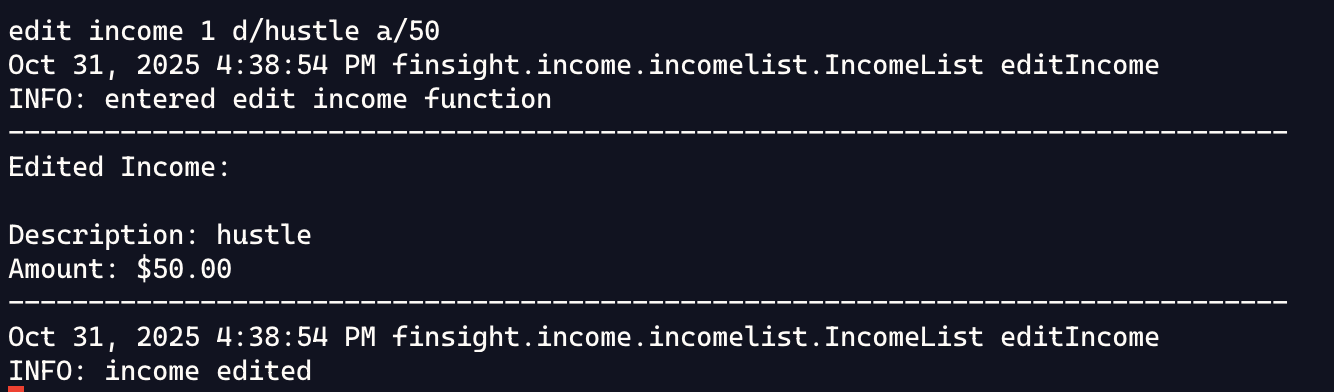 edit income 1 d/hustle a/50
Oct 31, 2025 4:38:54 PM finsight.income.incomelist.IncomeList editIncome
INFO: entered edit income function
--------------------------------------------------------------------------------
Edited Income:

Description: hustle
Amount: $50.00
--------------------------------------------------------------------------------
Oct 31, 2025 4:38:54 PM finsight.income.incomelist.IncomeList editIncome
INFO: income edited